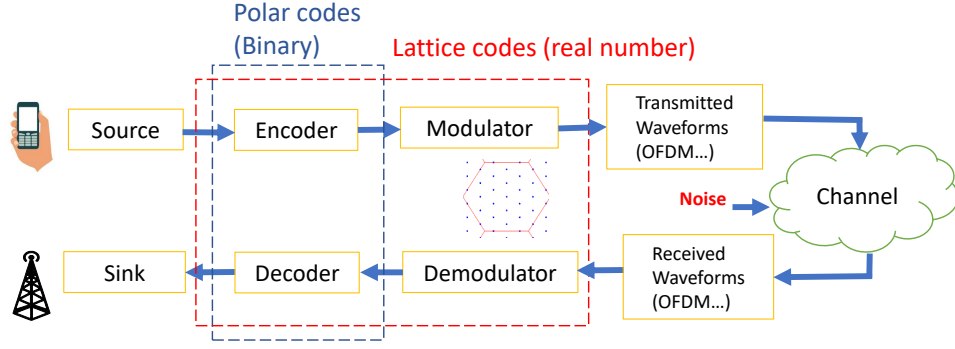 Polar codes
(Binary)
Lattice codes (real number)
Source
Encoder
Modulator
Transmitted
Waveforms
(OFDM...)
Noise
Channel
Sink
Decoder
Demodulator
Received
Waveforms
(OFDM...)